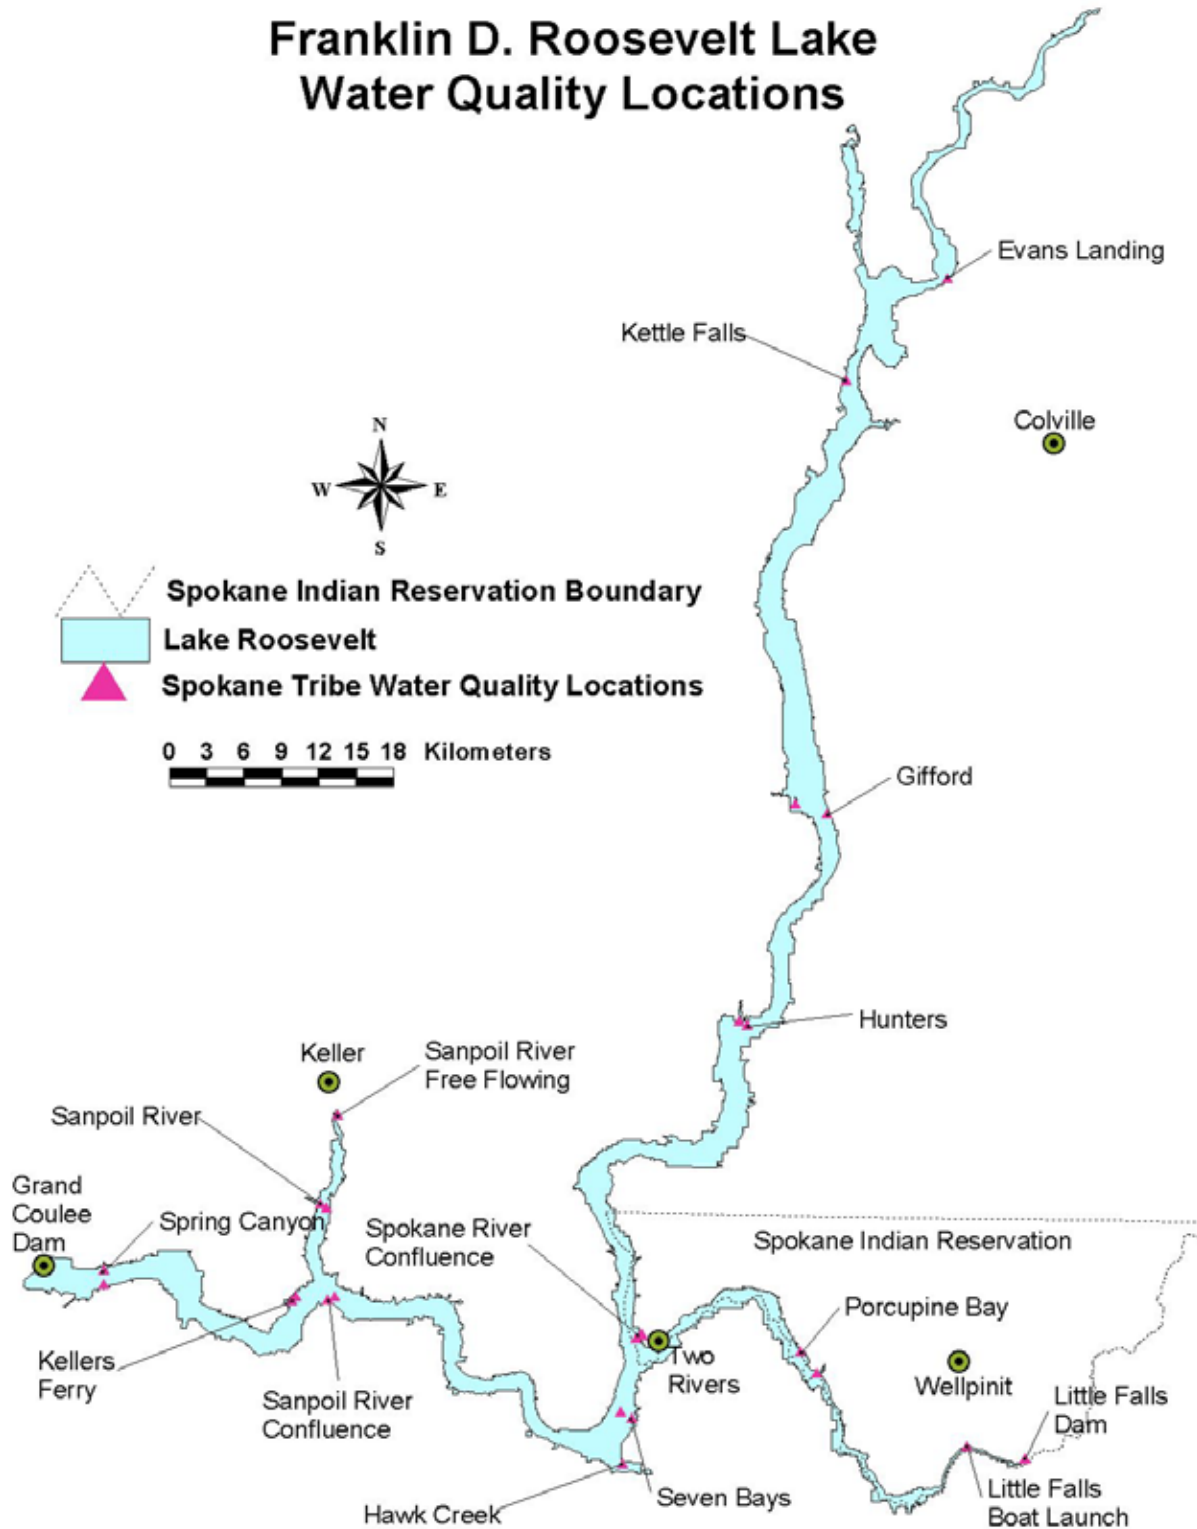 Franklin D. Roosevelt Lake
Water Quality Locations
Evans Landing
Kettle Falls
Colville
N
W
E
S
Spokane Indian Reservation Boundary
Lake Roosevelt
Spokane Tribe Water Quality Locations
0 3 6 9 12 15 18 Kilometers
Gifford
Hunters
Keller
Sanpoil River
Free Flowing
Sanpoil River
Grand
Coulee
Dam
Spring Canyon
Spokane River
Confluence
Spokane Indian Reservation
Porcupine Bay
Kellers
Ferry
Two
Rivers
Wellpinit
Sanpoil River
Confluence
Little Falls
Dam
Hawk Creek
Seven Bays
Little Falls
Boat Launch